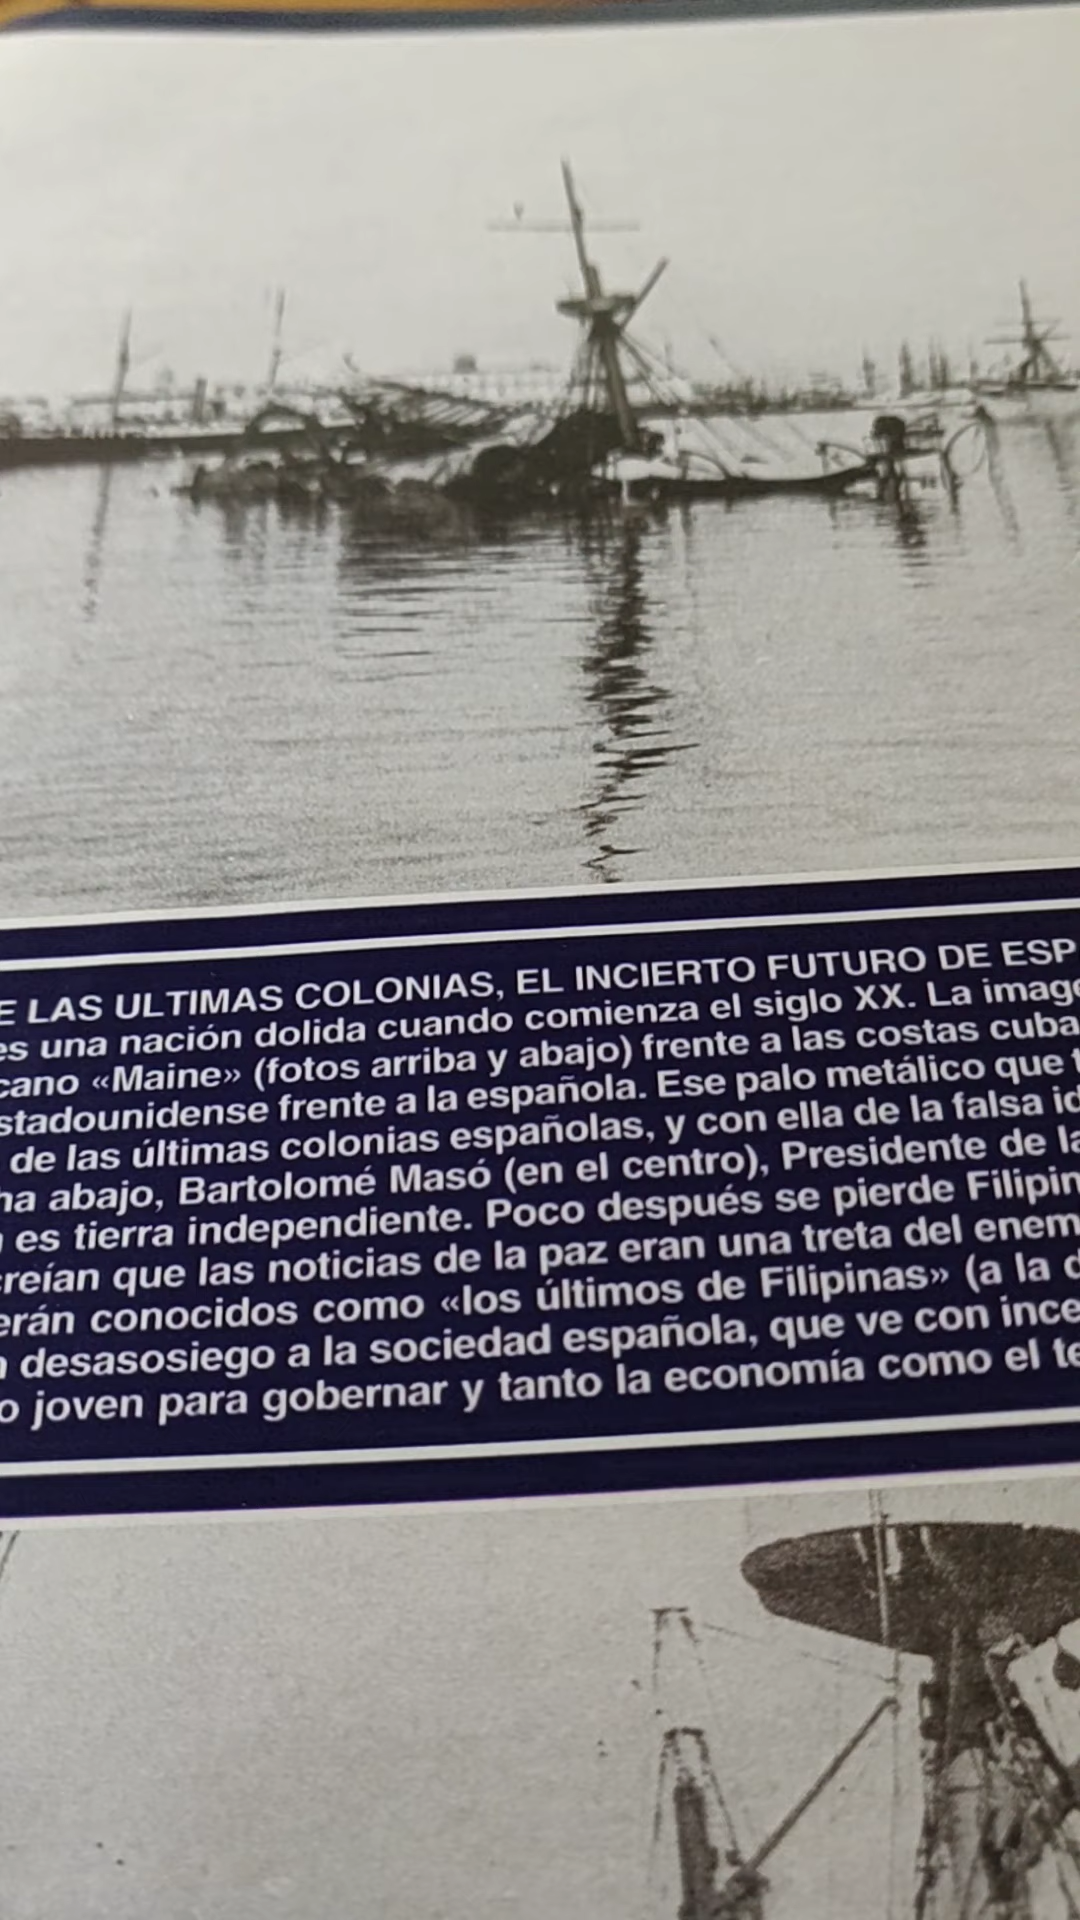 E LAS ULTIMAS COLONIAS, EL INCIERTO FUTURO DE ESP
es una nación dolida cuando comienza el siglo XX. La image
cano «Maine» (fotos arriba y abajo) frente a las costas cuba
stadounidense frente a la española. Ese palo metálico que t
de las últimas colonias españolas, y con ella de la falsa id
ha abajo, Bartolomé Masó (en el centro), Presidente de la
es tierra independiente. Poco después se pierde Filipin
creían que las noticias de la paz eran una treta del enem
erán conocidos como «los últimos de Filipinas» (a la d
desasosiego a la sociedad española, que ve con ince
o joven para gobernar y tanto la economía como el te